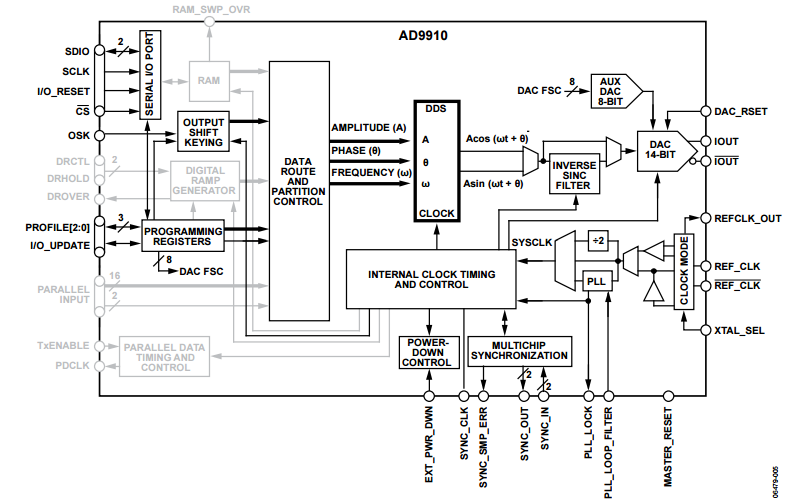 RAM_SWP_OVR
AD9910
SDIO
2
SCLK
I/O_RESET
CS
SERIAL I/O PORT
RAM
OSK
OUTPUT
SHIFT
KEYING
DRCTL
2
DRHOLD
DROVER
DIGITAL
RAMP
GENERATOR
PROFILE[2:0]
3
I/O_UPDATE
PROGRAMMING
REGISTERS
8
DAC FSC
PARALLEL
INPUT
16
2
TxENABLE
PDCLK
PARALLEL DATA
TIMING AND
CONTROL
DATA
ROUTE
AND
PARTITION
CONTROL
AMPLITUDE (A)
PHASE (θ)
FREQUENCY (ω)
DDS
A
θ
ω
CLOCK
Acos (ωt + θ)
Asin (ωt + θ)
DAC FSC
8
AUX
DAC
8-BIT
INVERSE
SINC
FILTER
DAC
14-BIT
DAC_RSET
IOUT
IOUT
INTERNAL CLOCK TIMING
AND CONTROL
SYSCLK
÷2
PLL
CLOCK MODE
REFCLK_OUT
REF_CLK
REF_CLK
XTAL_SEL
POWER-
DOWN
CONTROL
MULTICHIP
SYNCHRONIZATION
2
2
EXT_PWR_DWN
SYNC_CLK
SYNC_SMP_ERR
SYNC_OUT
SYNC_IN
PLL_LOCK
PLL_LOOP_FILTER
MASTER_RESET
06479-005